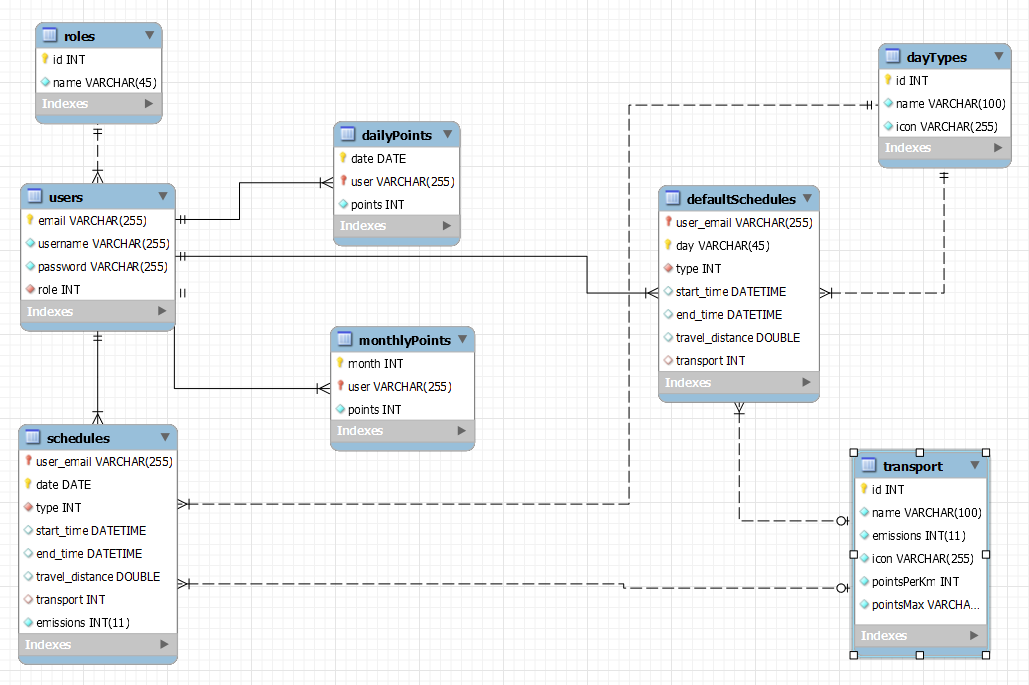 roles
id INT
name VARCHAR(45)
Indexes
users
email VARCHAR(255)
username VARCHAR(255)
password VARCHAR(255)
role INT
Indexes
schedules
user_email VARCHAR(255)
date DATE
type INT
start_time DATETIME
end_time DATETIME
travel_distance DOUBLE
transport INT
emissions INT(11)
Indexes
dailyPoints
date DATE
user VARCHAR(255)
points INT
Indexes
monthlyPoints
month INT
user VARCHAR(255)
points INT
Indexes
defaultSchedules
user_email VARCHAR(255)
day VARCHAR(45)
type INT
start_time DATETIME
end_time DATETIME
travel_distance DOUBLE
transport INT
Indexes
dayTypes
id INT
name VARCHAR(100)
icon VARCHAR(255)
Indexes
transport
id INT
name VARCHAR(100)
emissions INT(11)
icon VARCHAR(255)
pointsPerKm INT
pointsMax VARCHA...
Indexes